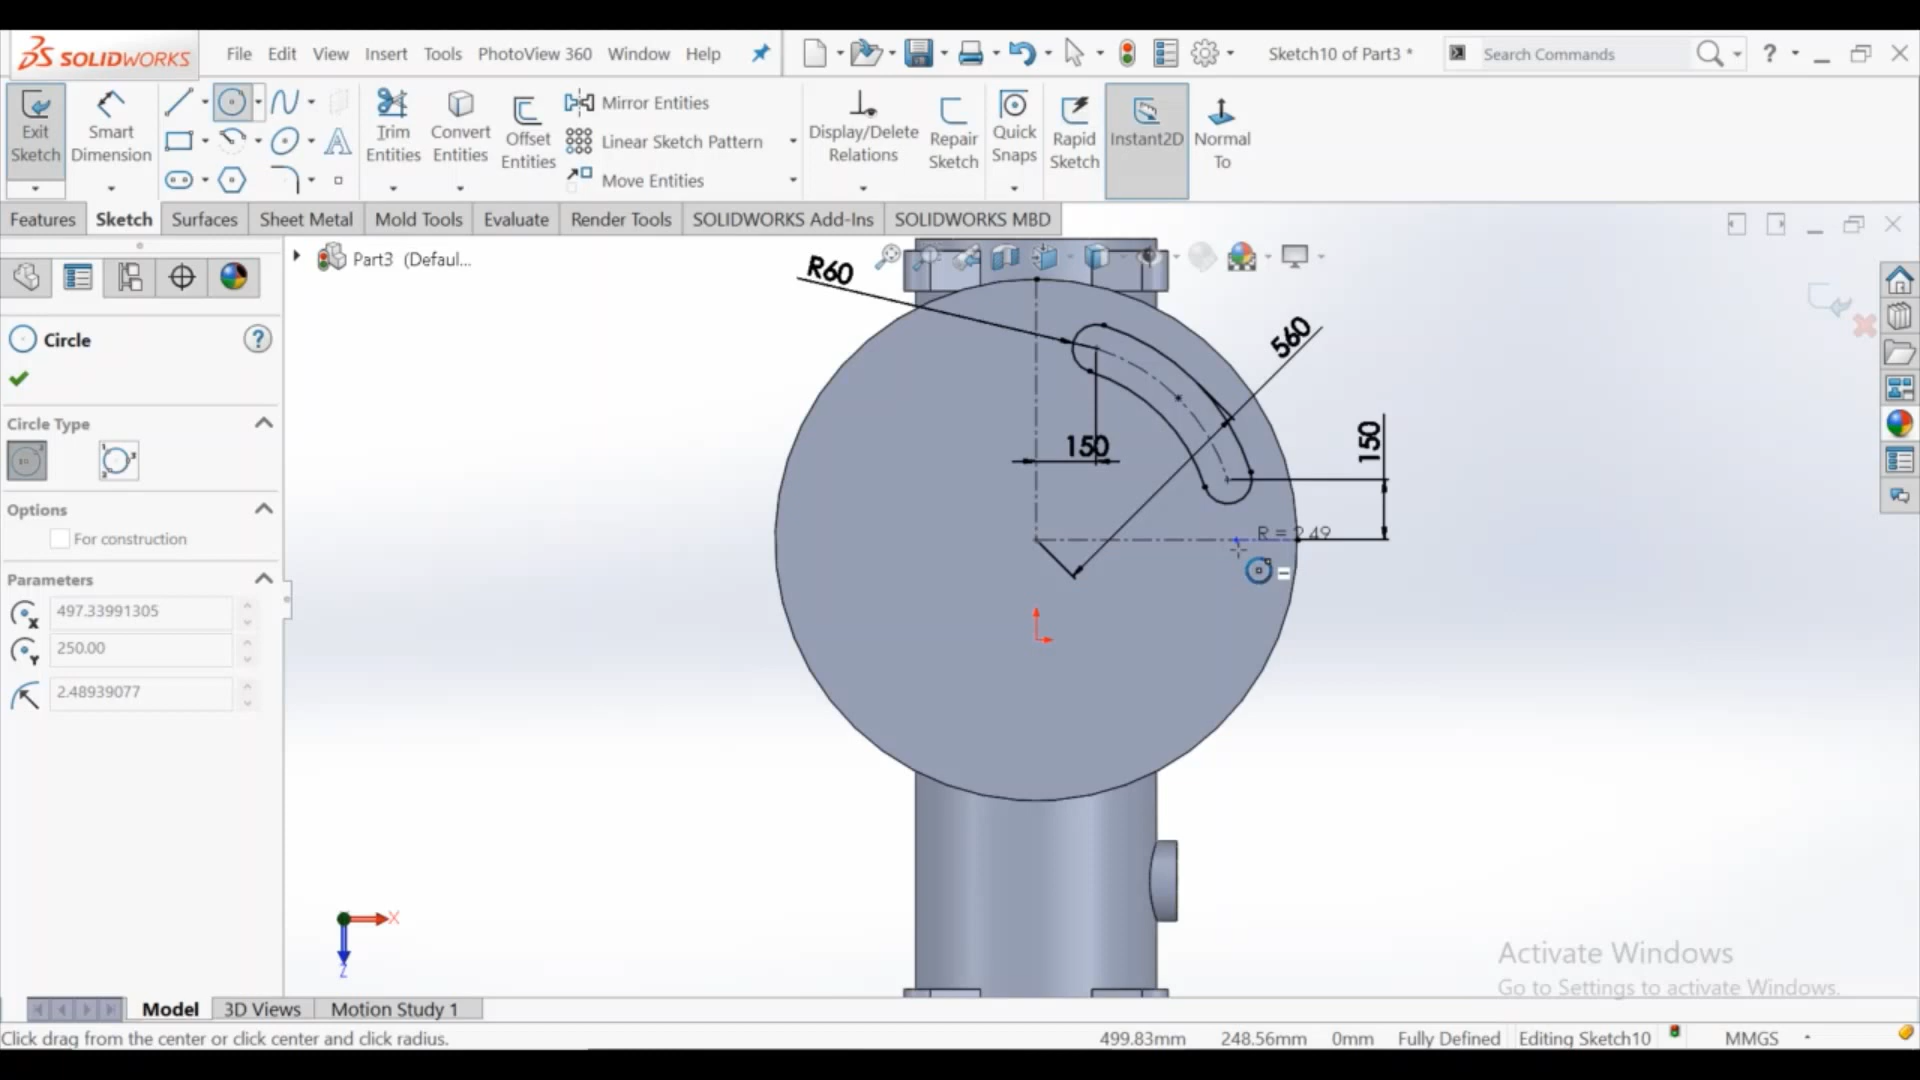 SOLIDWORKS
File Edit View Insert Tools PhotoView 360 Window Help
Sketch10 of Part3 *
Search Commands
?
Exit Sketch
Smart Dimension
Trim Entities
Convert Entities
Offset Entities
Mirror Entities
Linear Sketch Pattern
Move Entities
Display/Delete Relations
Repair Sketch
Quick Snaps
Rapid Sketch
Instant2D
Normal To
Features Sketch Surfaces Sheet Metal Mold Tools Evaluate Render Tools SOLIDWORKS Add-Ins SOLIDWORKS MBD
Part3 (Defaul...
Circle
?
Circle Type
Options
For construction
Parameters
497.33991305
250.00
2.48939077
R60
560
150
150
R = 2.49
X
Z
Activate Windows
Go to Settings to activate Windows.
Model 3D Views Motion Study 1
Click drag from the center or click center and click radius.
499.83mm 248.56mm 0mm Fully Defined Editing Sketch10 MMGS